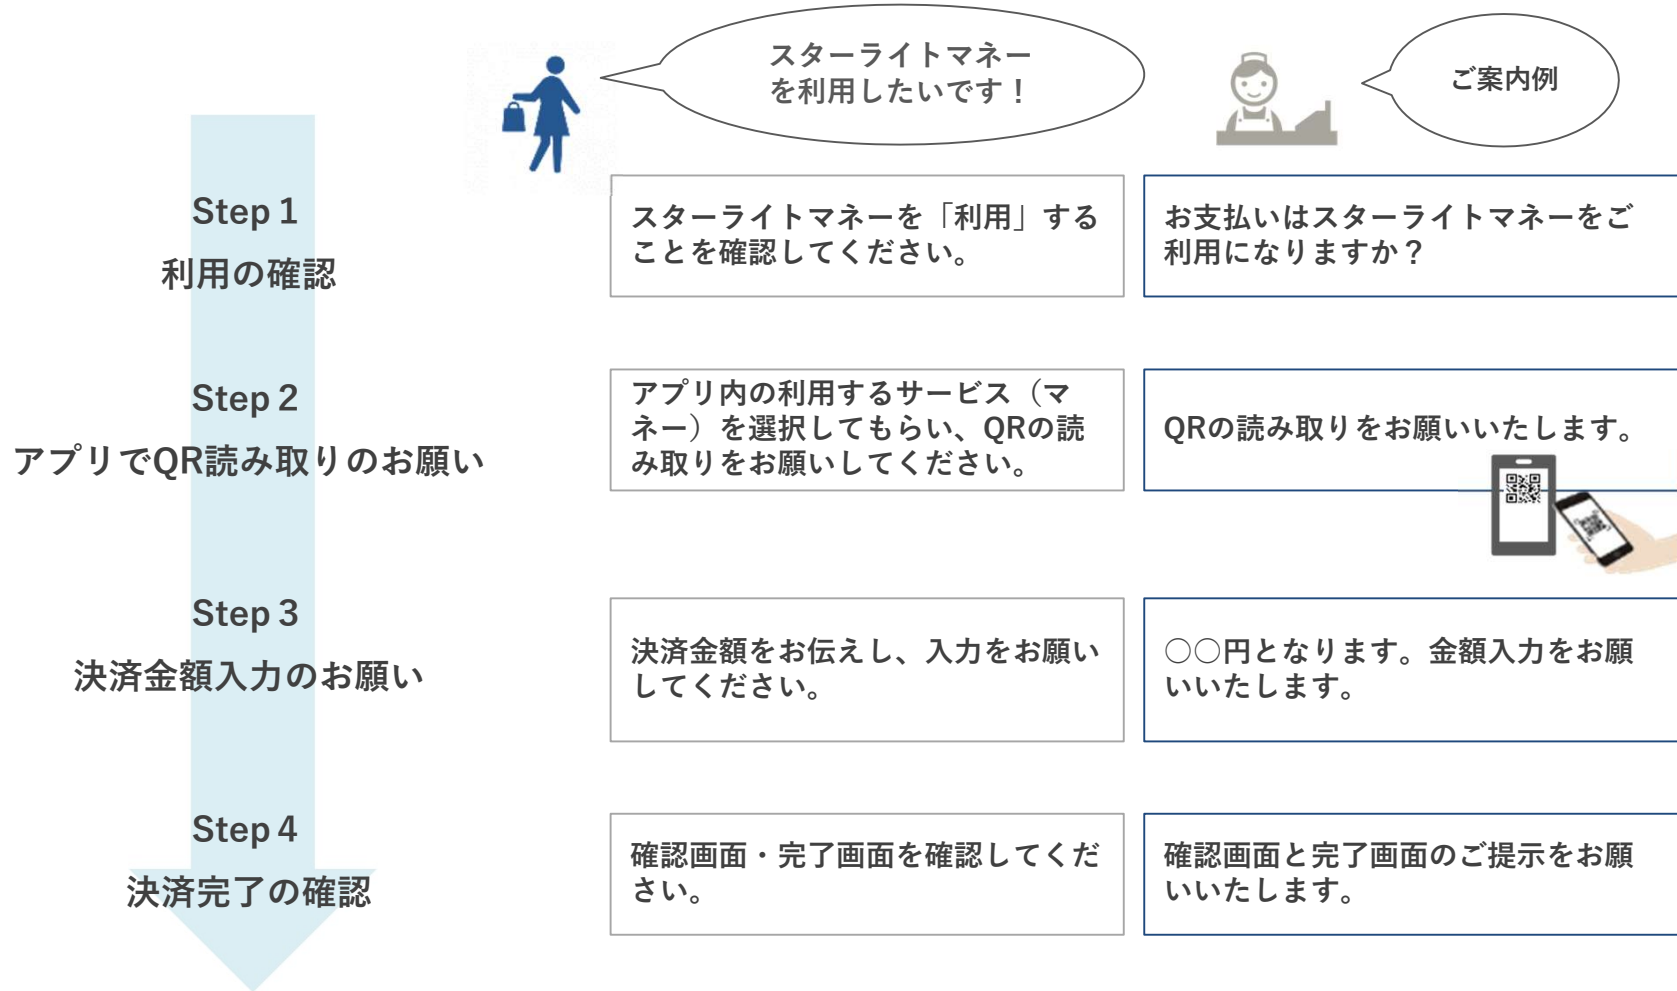 スターライトマネー
を利用したいです！
ご案内例
Step 1
利用の確認
スターライトマネーを「利用」する
ことを確認してください。
お支払いはスターライトマネーをご
利用になりますか？
Step 2
アプリでQR読み取りのお願い
アプリ内の利用するサービス（マ
ネー）を選択してもらい、QRの読
み取りをお願いしてください。
QRの読み取りをお願いいたします。
Step 3
決済金額入力のお願い
決済金額をお伝えし、入力をお願い
してください。
○○円となります。金額入力をお願
いいたします。
Step 4
決済完了の確認
確認画面・完了画面を確認してくだ
さい。
確認画面と完了画面のご提示をお願
いいたします。